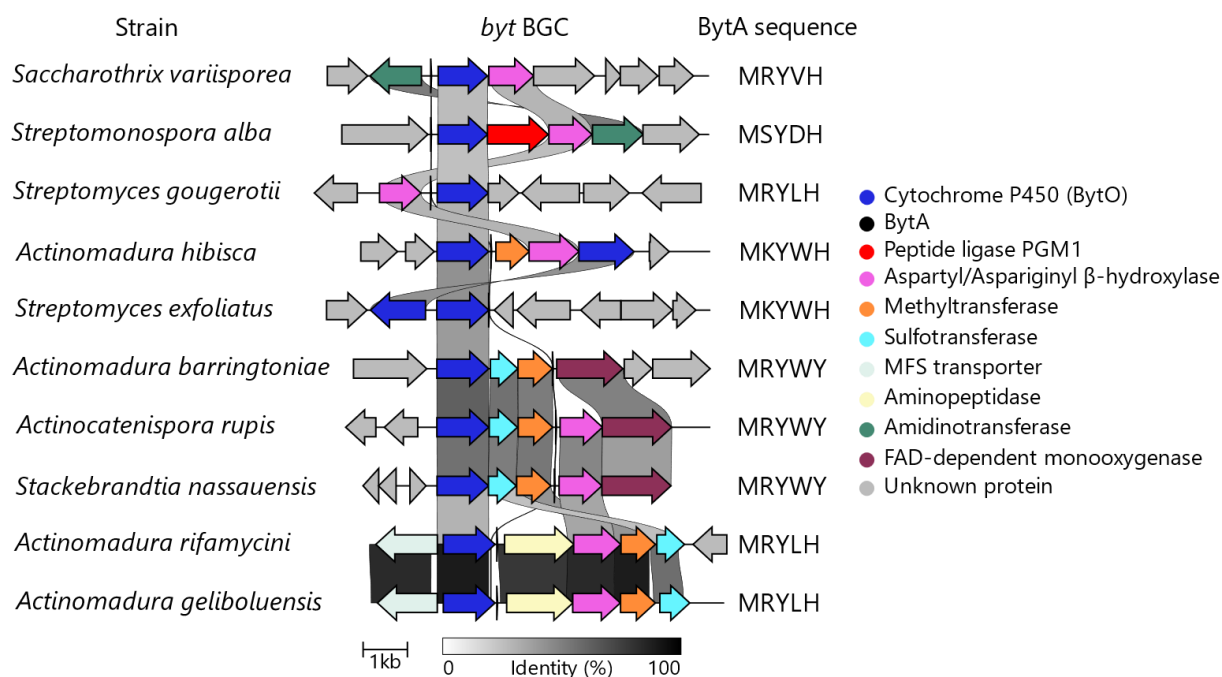 Strain byt BGC BytA sequence
Saccharothrix variisporea MRYVH
Streptomonospora alba MSYDH
Streptomyces gougerotii MRYLH
Actinomadura hibisca MKYWH
Streptomyces exfoliatus MKYWH
Actinomadura barringtoniae MRYWY
Actinocatenispora rupis MRYWY
Stackebrandtia nassauensis MRYWY
Actinomadura rifamycini MRYLH
Actinomadura geliboluensis MRYLH
Cytochrome P450 (BytO)
BytA
Peptide ligase PGM1
Aspartyl/Aspariginyl β-hydroxylase
Methyltransferase
Sulfotransferase
MFS transporter
Aminopeptidase
Amidinotransferase
FAD-dependent monooxygenase
Unknown protein
1kb
0 Identity (%) 100